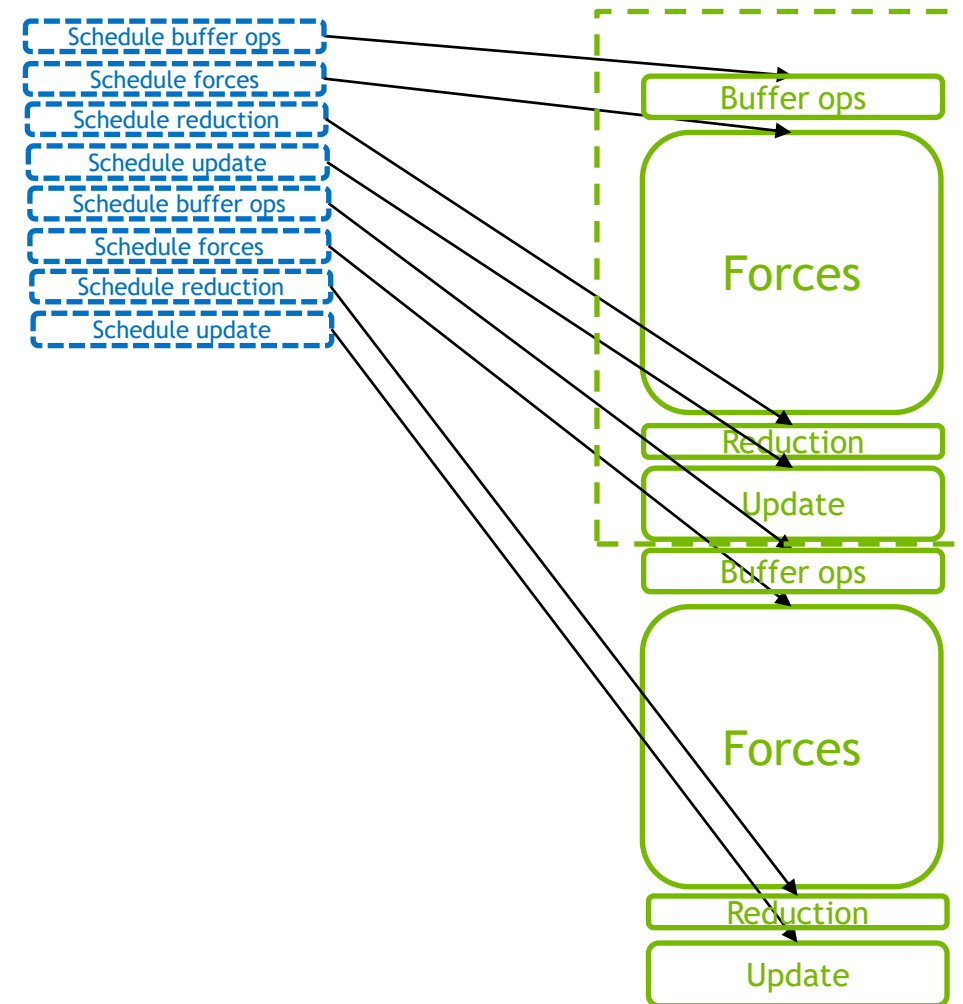 Schedule buffer ops
Schedule forces
Schedule reduction
Schedule update
Schedule buffer ops
Schedule forces
Schedule reduction
Schedule update
Buffer ops
Forces
Reduction
Update
Buffer ops
Forces
Reduction
Update